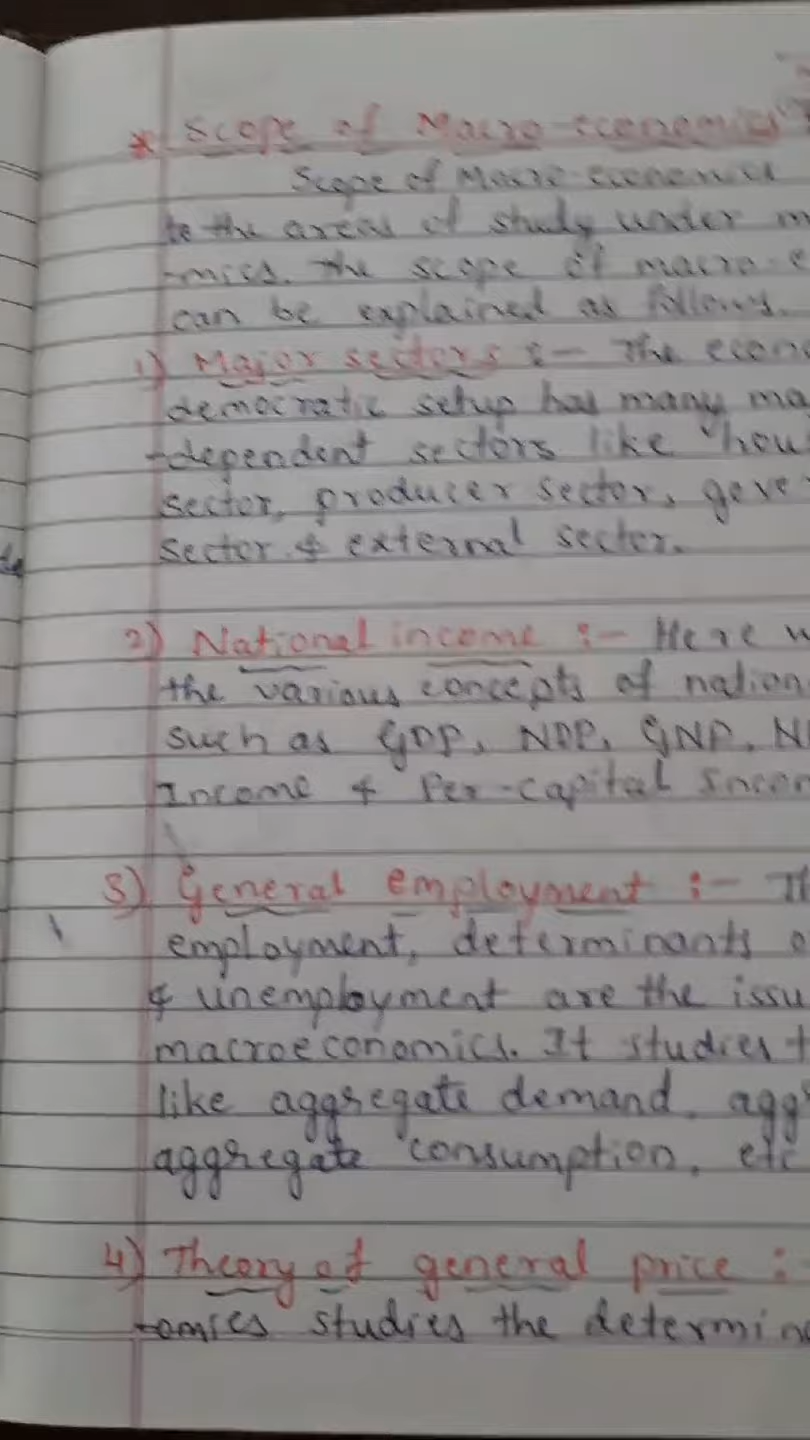 * Scope of Macro-economics
Scope of Macro-economics
to the areas of study under m
-mics. The scope of macro-e
can be explained as follows.
1) Major sectors :- The econo
democratic setup has many ma
-dependent sectors like hou
sector, producer sector, gove
sector & external sector.
2) National income :- Here w
the various concepts of nation
such as GDP, NDP, GNP, N
Income & Per-capital Incom
3) General employment :- Th
employment, determinants o
& unemployment are the issu
macroeconomics. It studies t
like aggregate demand, agg
aggregate consumption, etc
4) Theory of general price :-
-omics studies the determin